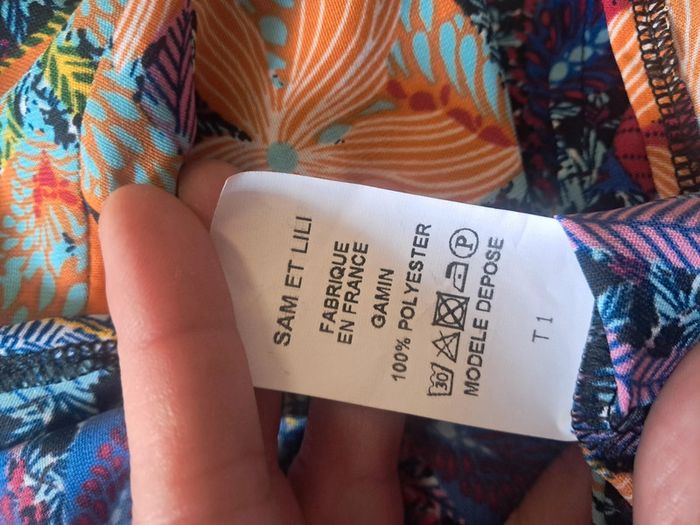 SAM ET LILI
FABRIQUE
EN FRANCE
GAMIN
100% POLYESTER
30 P
MODELE DEPOSE
T 1